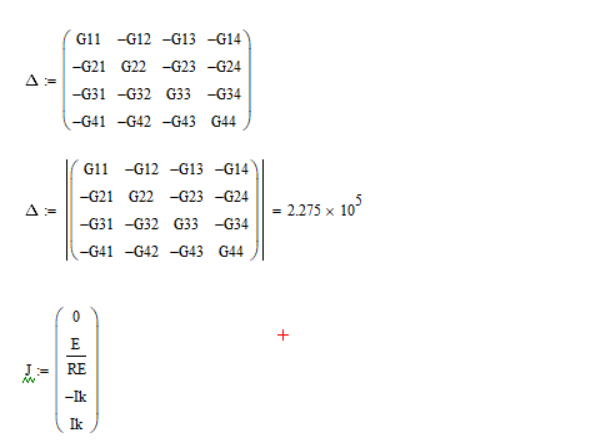 G11 −G12 −G13 −G14
−G21 G22 −G23 −G24
Δ :=
−G31 −G32 G33 −G34
−G41 −G42 −G43 G44
G11 −G12 −G13 −G14
−G21 G22 −G23 −G24
Δ := = 2.275 × 10^5
−G31 −G32 G33 −G34
−G41 −G42 −G43 G44
0
E
J := RE
−Ik
Ik